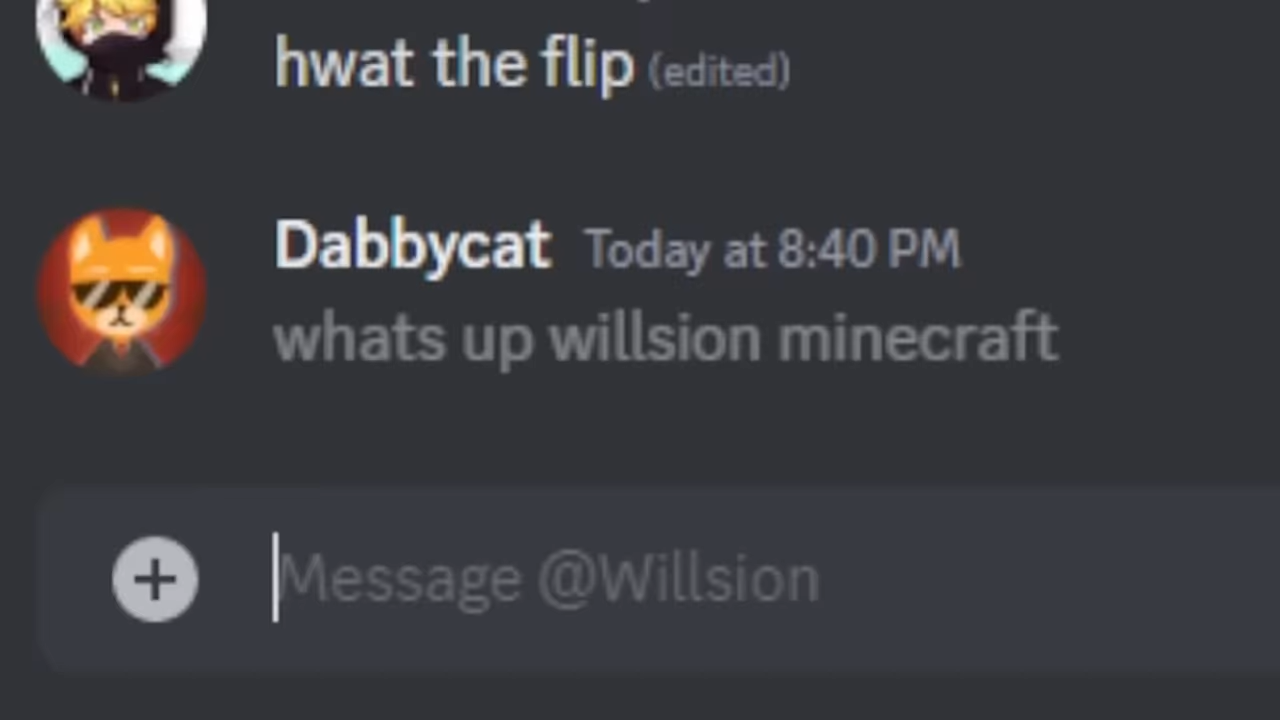 hwat the flip (edited)
Dabbycat Today at 8:40 PM
whats up willsion minecraft
Message @Willsion